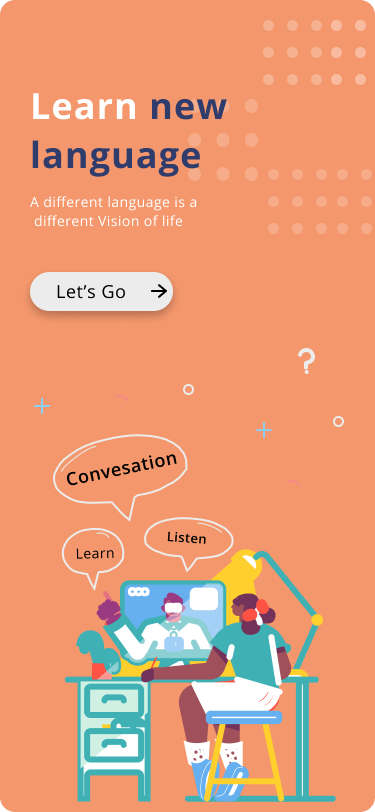 Learn new
language
A different language is a
different Vision of life
Let’s Go
Convesation
Learn
Listen